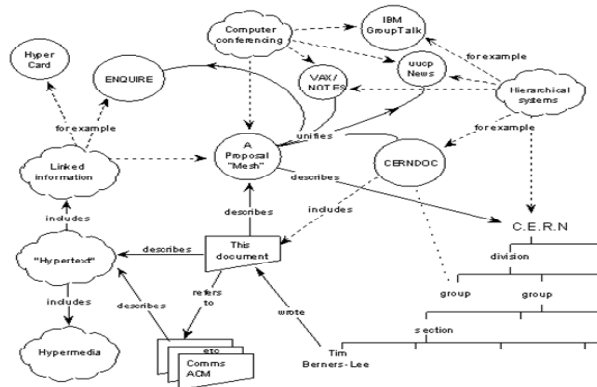 IBM
GroupTalk
Computer
conferencing
Hyper
Card
ENQUIRE
VAX/
NOTES
uucp
News
for example
Hierarchical
systems
for example
for example
unifies
A
Proposal
"Mesh"
CERNDOC
Linked
information
describes
C.E.R.N
includes
describes
includes
This
document
describes
division
"Hypertext"
refers
to
group
group
includes
describes
wrote
section
Hypermedia
etc
Comms
ACM
Tim
Berners-Lee